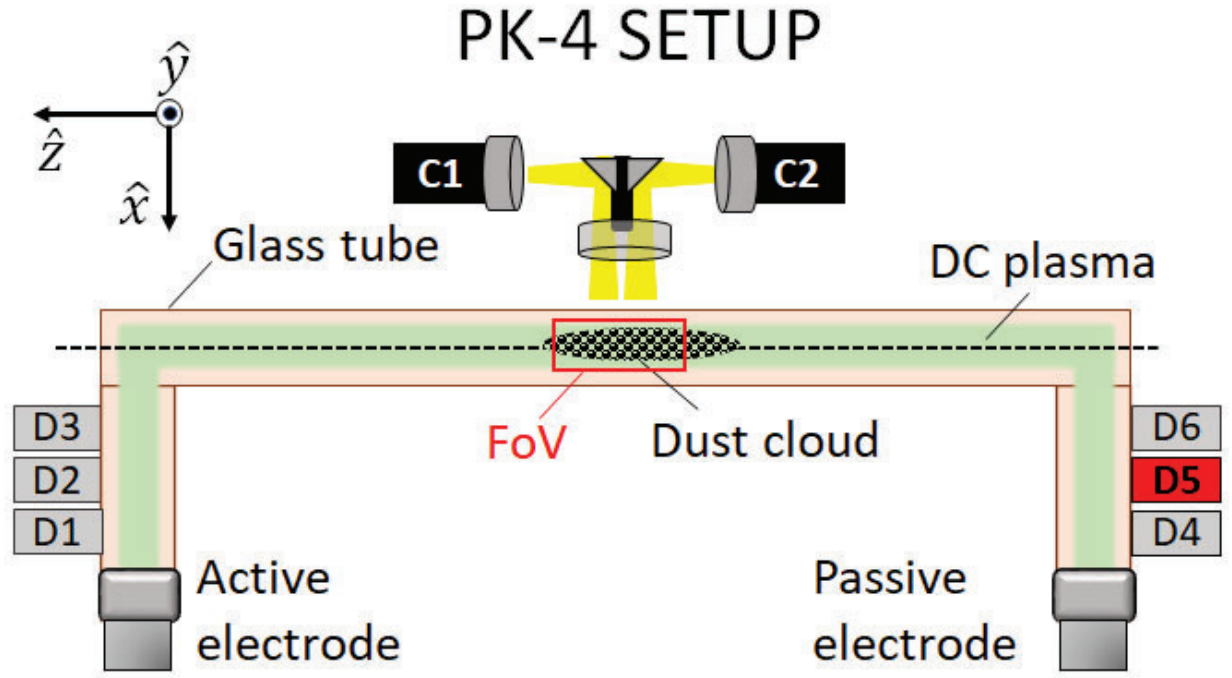 PK-4 SETUP
ŷ
ẑ
x̂
C1
C2
Glass tube
DC plasma
FoV
Dust cloud
D3
D2
D1
D6
D5
D4
Active
electrode
Passive
electrode